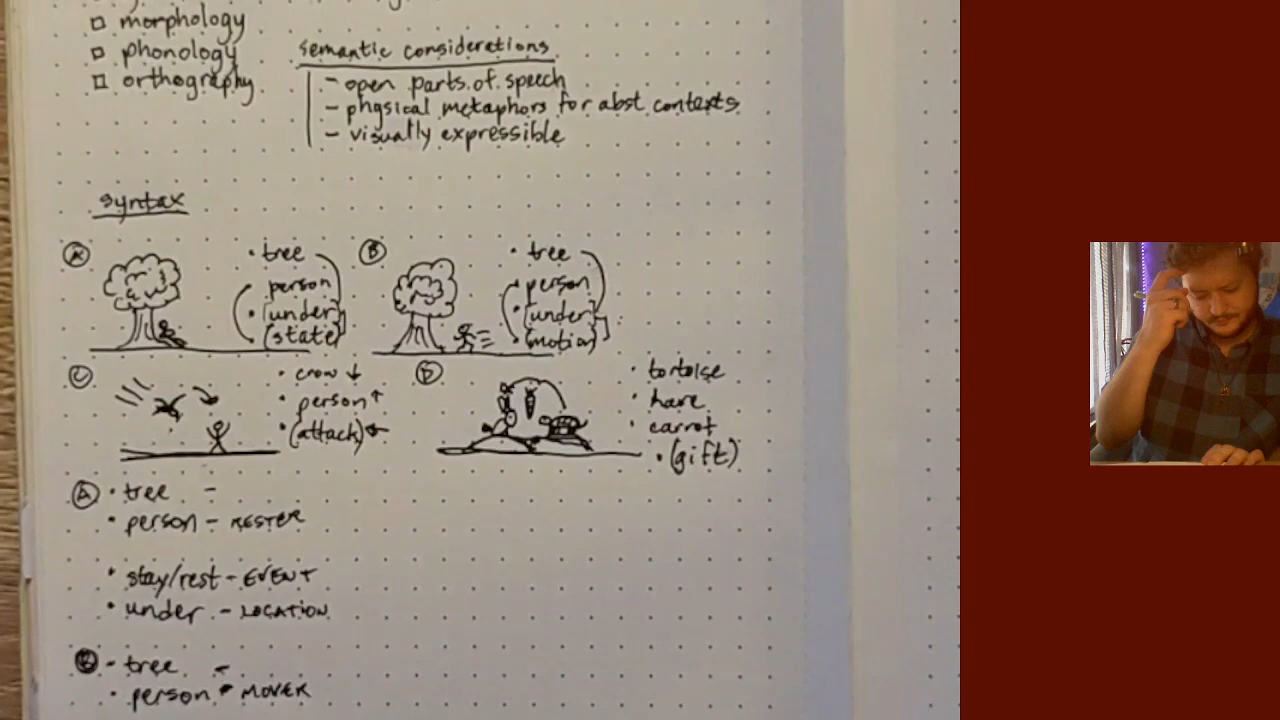 morphology
phonology
orthography
semantic considerations
- open parts of speech
- physical metaphors for abst contexts
- visually expressible
syntax
A
• tree
person
• [under]
(state)
B
• tree
• person
• [under]
(motion)
C
• crow ↓
• person ↑
• (attack) ←
D
• tortoise
• hare
• carrot
• (gift)
A • tree -
• person - RESTER
• stay/rest - EVENT
• under - LOCATION
B - tree -
• person - MOVER